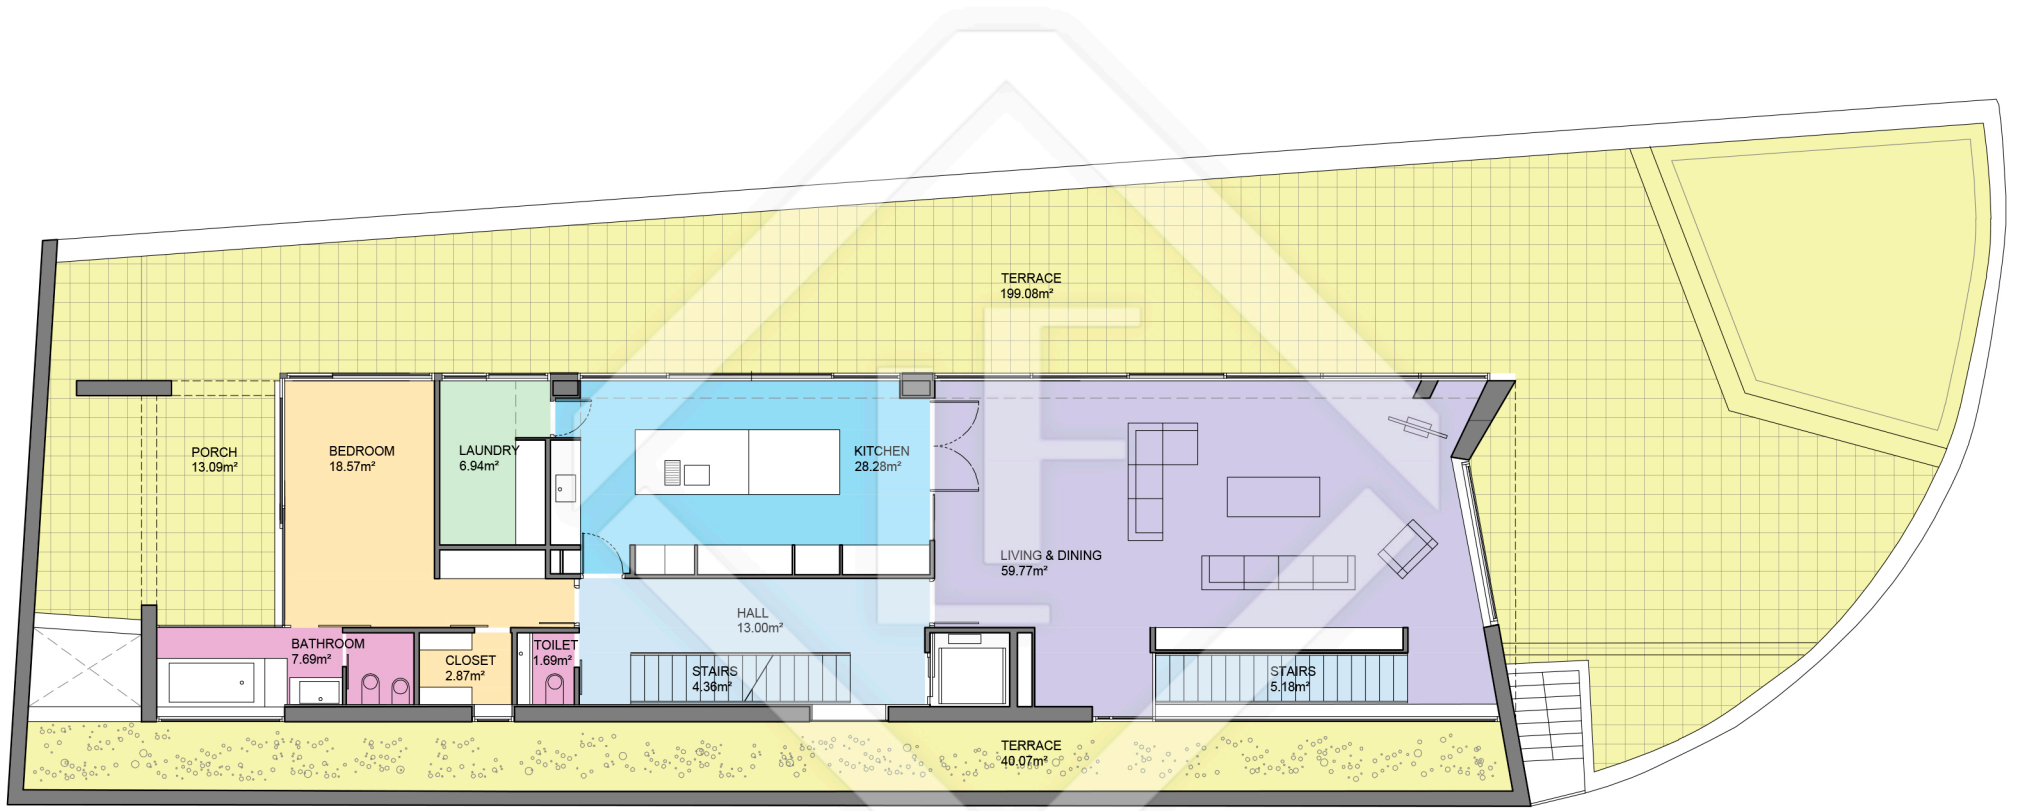 TERRACE
199.08m²
PORCH
13.09m²
BEDROOM
18.57m²
LAUNDRY
6.94m²
KITCHEN
28.28m²
LIVING & DINING
59.77m²
HALL
13.00m²
BATHROOM
7.69m²
CLOSET
2.87m²
TOILET
1.69m²
STAIRS
4.36m²
STAIRS
5.18m²
TERRACE
40.07m²